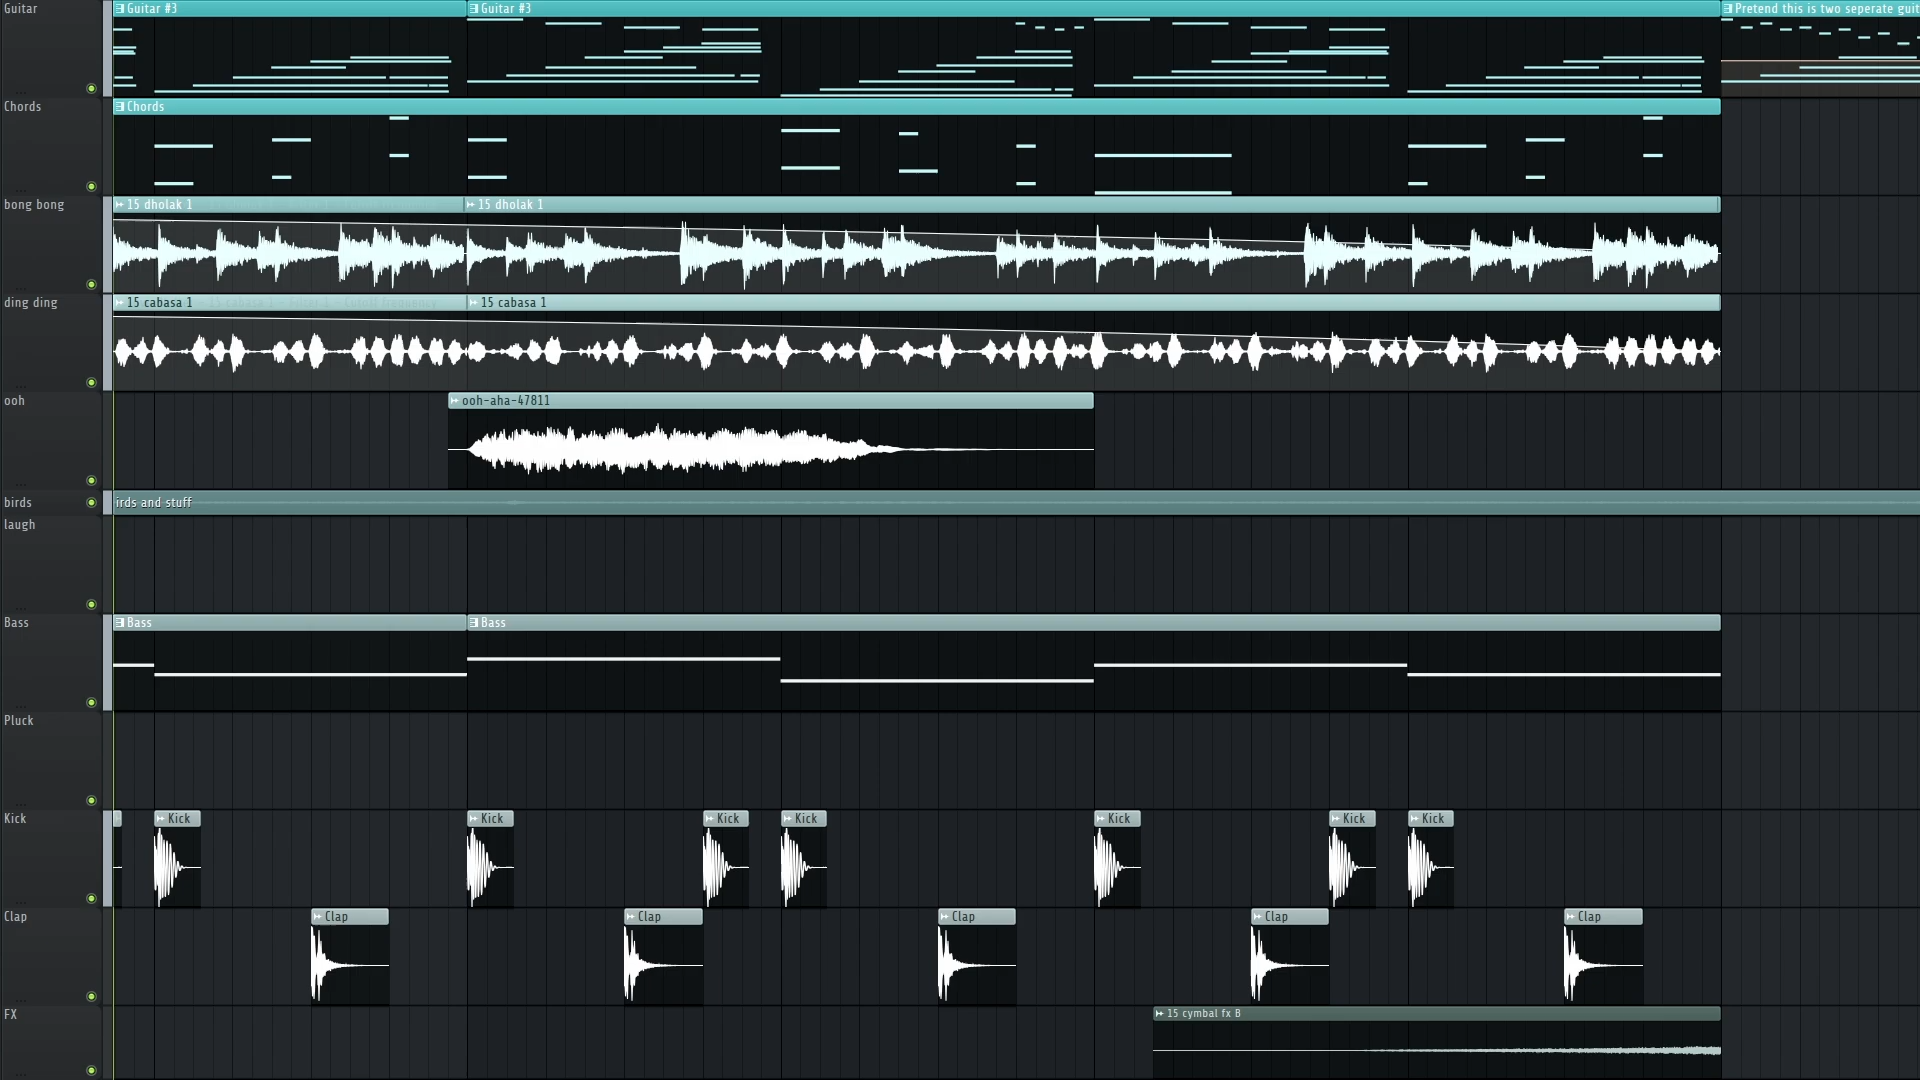 Guitar
Guitar #3
Guitar #3
Pretend this is two seperate guit
Chords
Chords
bong bong
15 dholak 1
15 dholak 1
ding ding
15 cabasa 1
15 cabasa 1
ooh
ooh-aha-47811
birds
irds and stuff
laugh
Bass
Bass
Bass
Pluck
Kick
Kick
Kick
Kick
Kick
Kick
Kick
Kick
Clap
Clap
Clap
Clap
Clap
Clap
FX
15 cymbal fx B